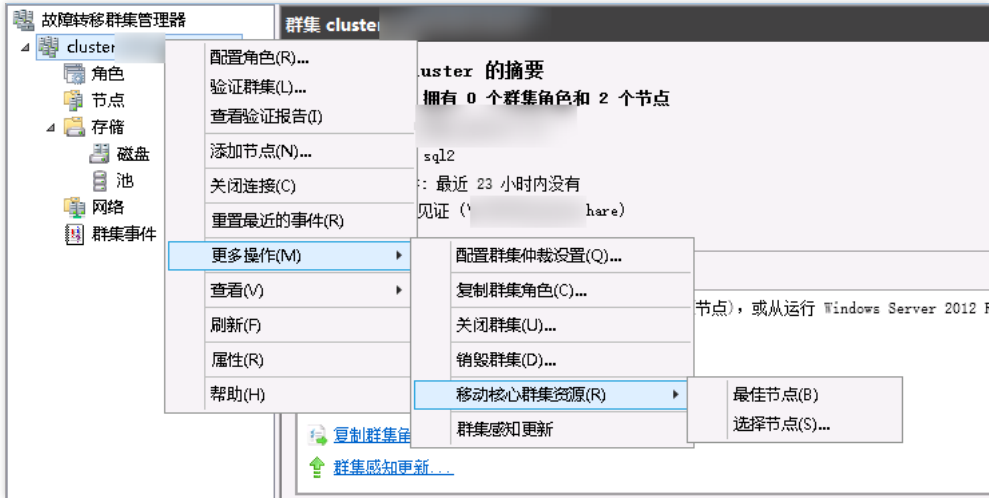 故障转移群集管理器
cluster
角色
节点
存储
磁盘
池
网络
群集事件
群集 cluster
配置角色(R)...
验证群集(L)...
查看验证报告(I)
添加节点(N)...
关闭连接(C)
重置最近的事件(R)
更多操作(M)
查看(V)
刷新(F)
属性(R)
帮助(H)
luster 的摘要
拥有 0 个群集角色和 2 个节点
sql2
: 最近 23 小时内没有
见证 (\ hare)
配置群集仲裁设置(Q)...
复制群集角色(C)...
关闭群集(U)...
销毁群集(D)...
移动核心群集资源(R)
群集感知更新
节点), 或从运行 Windows Server 2012 R
最佳节点(B)
选择节点(S)...
复制群集角
群集感知更新...